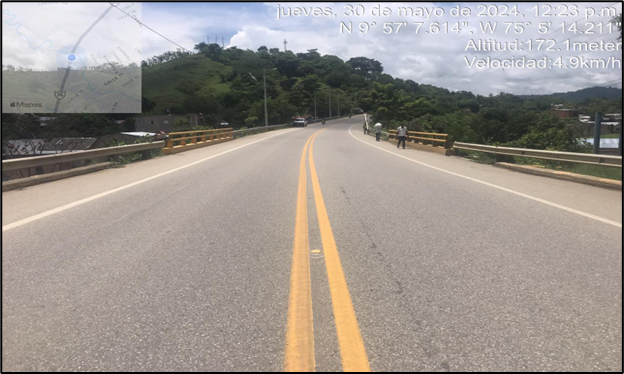 jueves, 30 de mayo de 2024, 12:23 p.m.
N 9° 57' 7.614", W 75° 5' 14.211"
Altitud:172.1meter
Velocidad:4.9km/h
Mapas